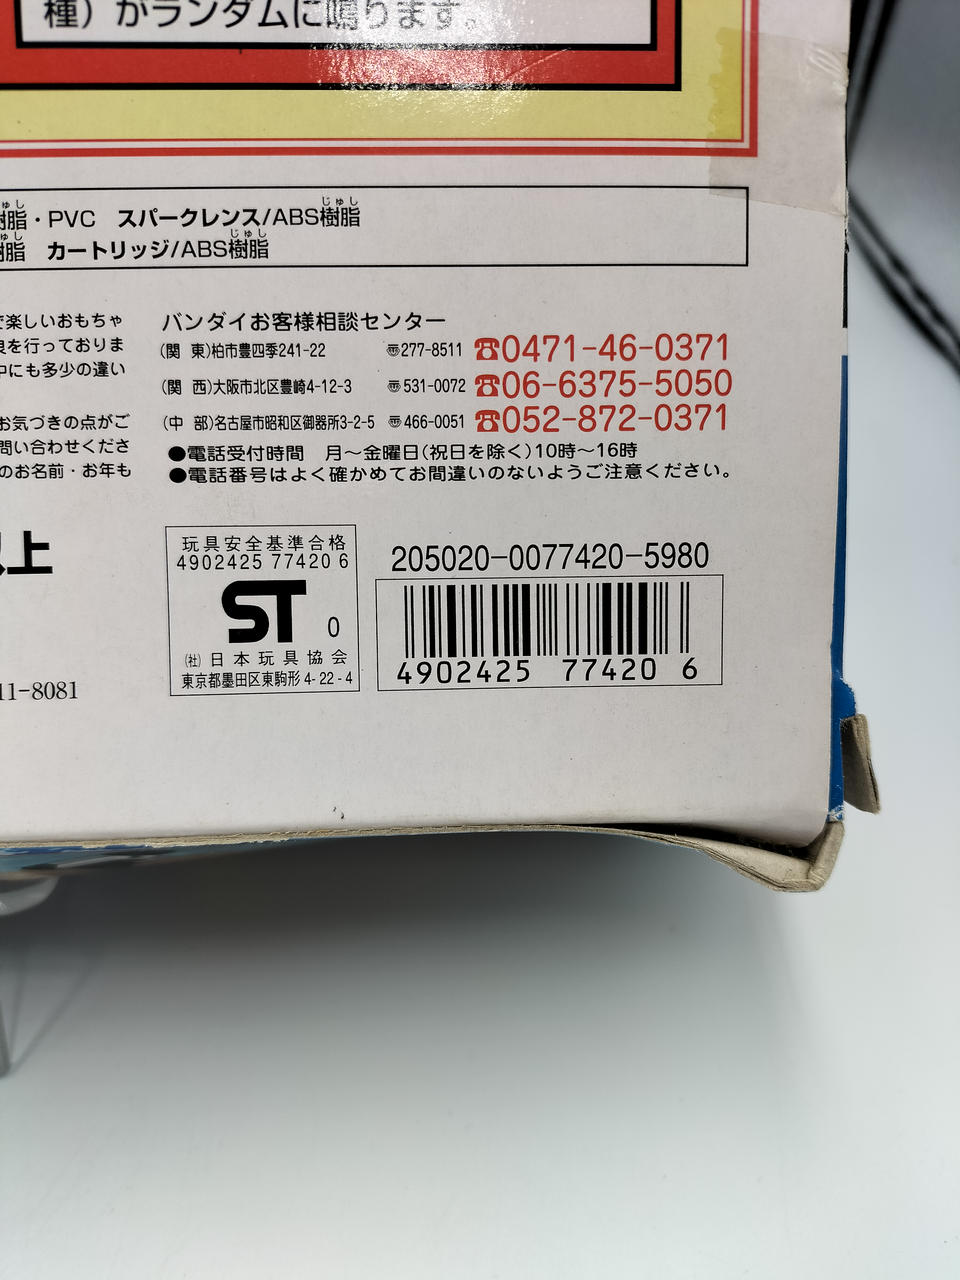 種）がランダムに鳴ります。
樹脂・PVC スパークレンス/ABS樹脂
じゅし
樹脂 カートリッジ/ABS樹脂
じゅし
で楽しいおもちゃ
良を行っておりま
中にも多少の違い
お気づきの点がご
問い合わせくださ
のお名前・お年も
バンダイお客様相談センター
(関 東)柏市豊四季241-22 〠277-8511 ☎0471-46-0371
(関 西)大阪市北区豊崎4-12-3 〠531-0072 ☎06-6375-5050
(中 部)名古屋市昭和区御器所3-2-5 〠466-0051 ☎052-872-0371
●電話受付時間 月〜金曜日(祝日を除く)10時〜16時
●電話番号はよく確かめてお間違いのないようご注意ください。
以上
11-8081
玩具安全基準合格
4902425 77420 6
ST 0
(社)日本玩具協会
東京都墨田区東駒形4-22-4
205020-0077420-5980
4902425 77420 6